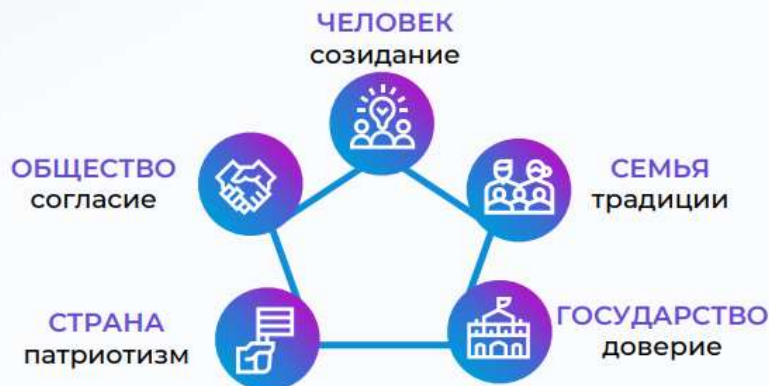 ЧЕЛОВЕК
созидание
ОБЩЕСТВО
согласие
СЕМЬЯ
традиции
СТРАНА
патриотизм
ГОСУДАРСТВО
доверие